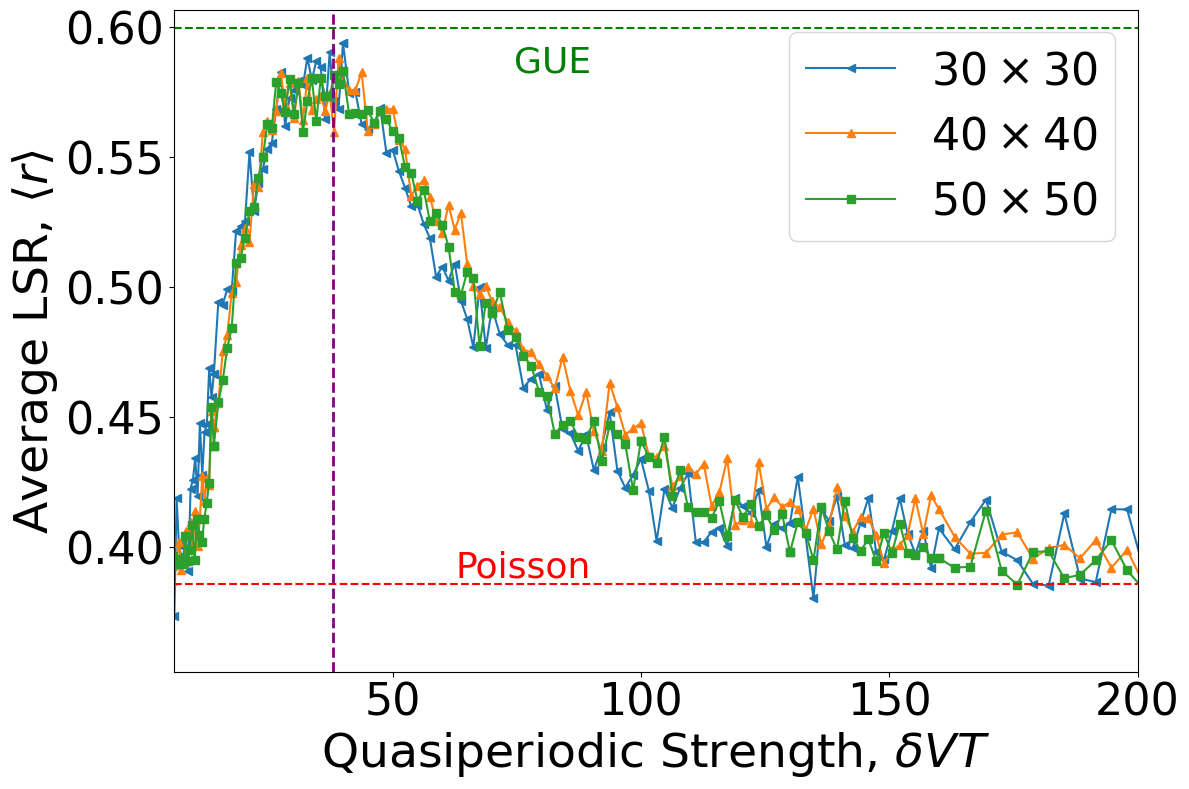 0.60
0.55
0.50
0.45
0.40
Average LSR, ⟨r⟩
GUE
Poisson
30 × 30
40 × 40
50 × 50
50
100
150
200
Quasiperiodic Strength, δVT